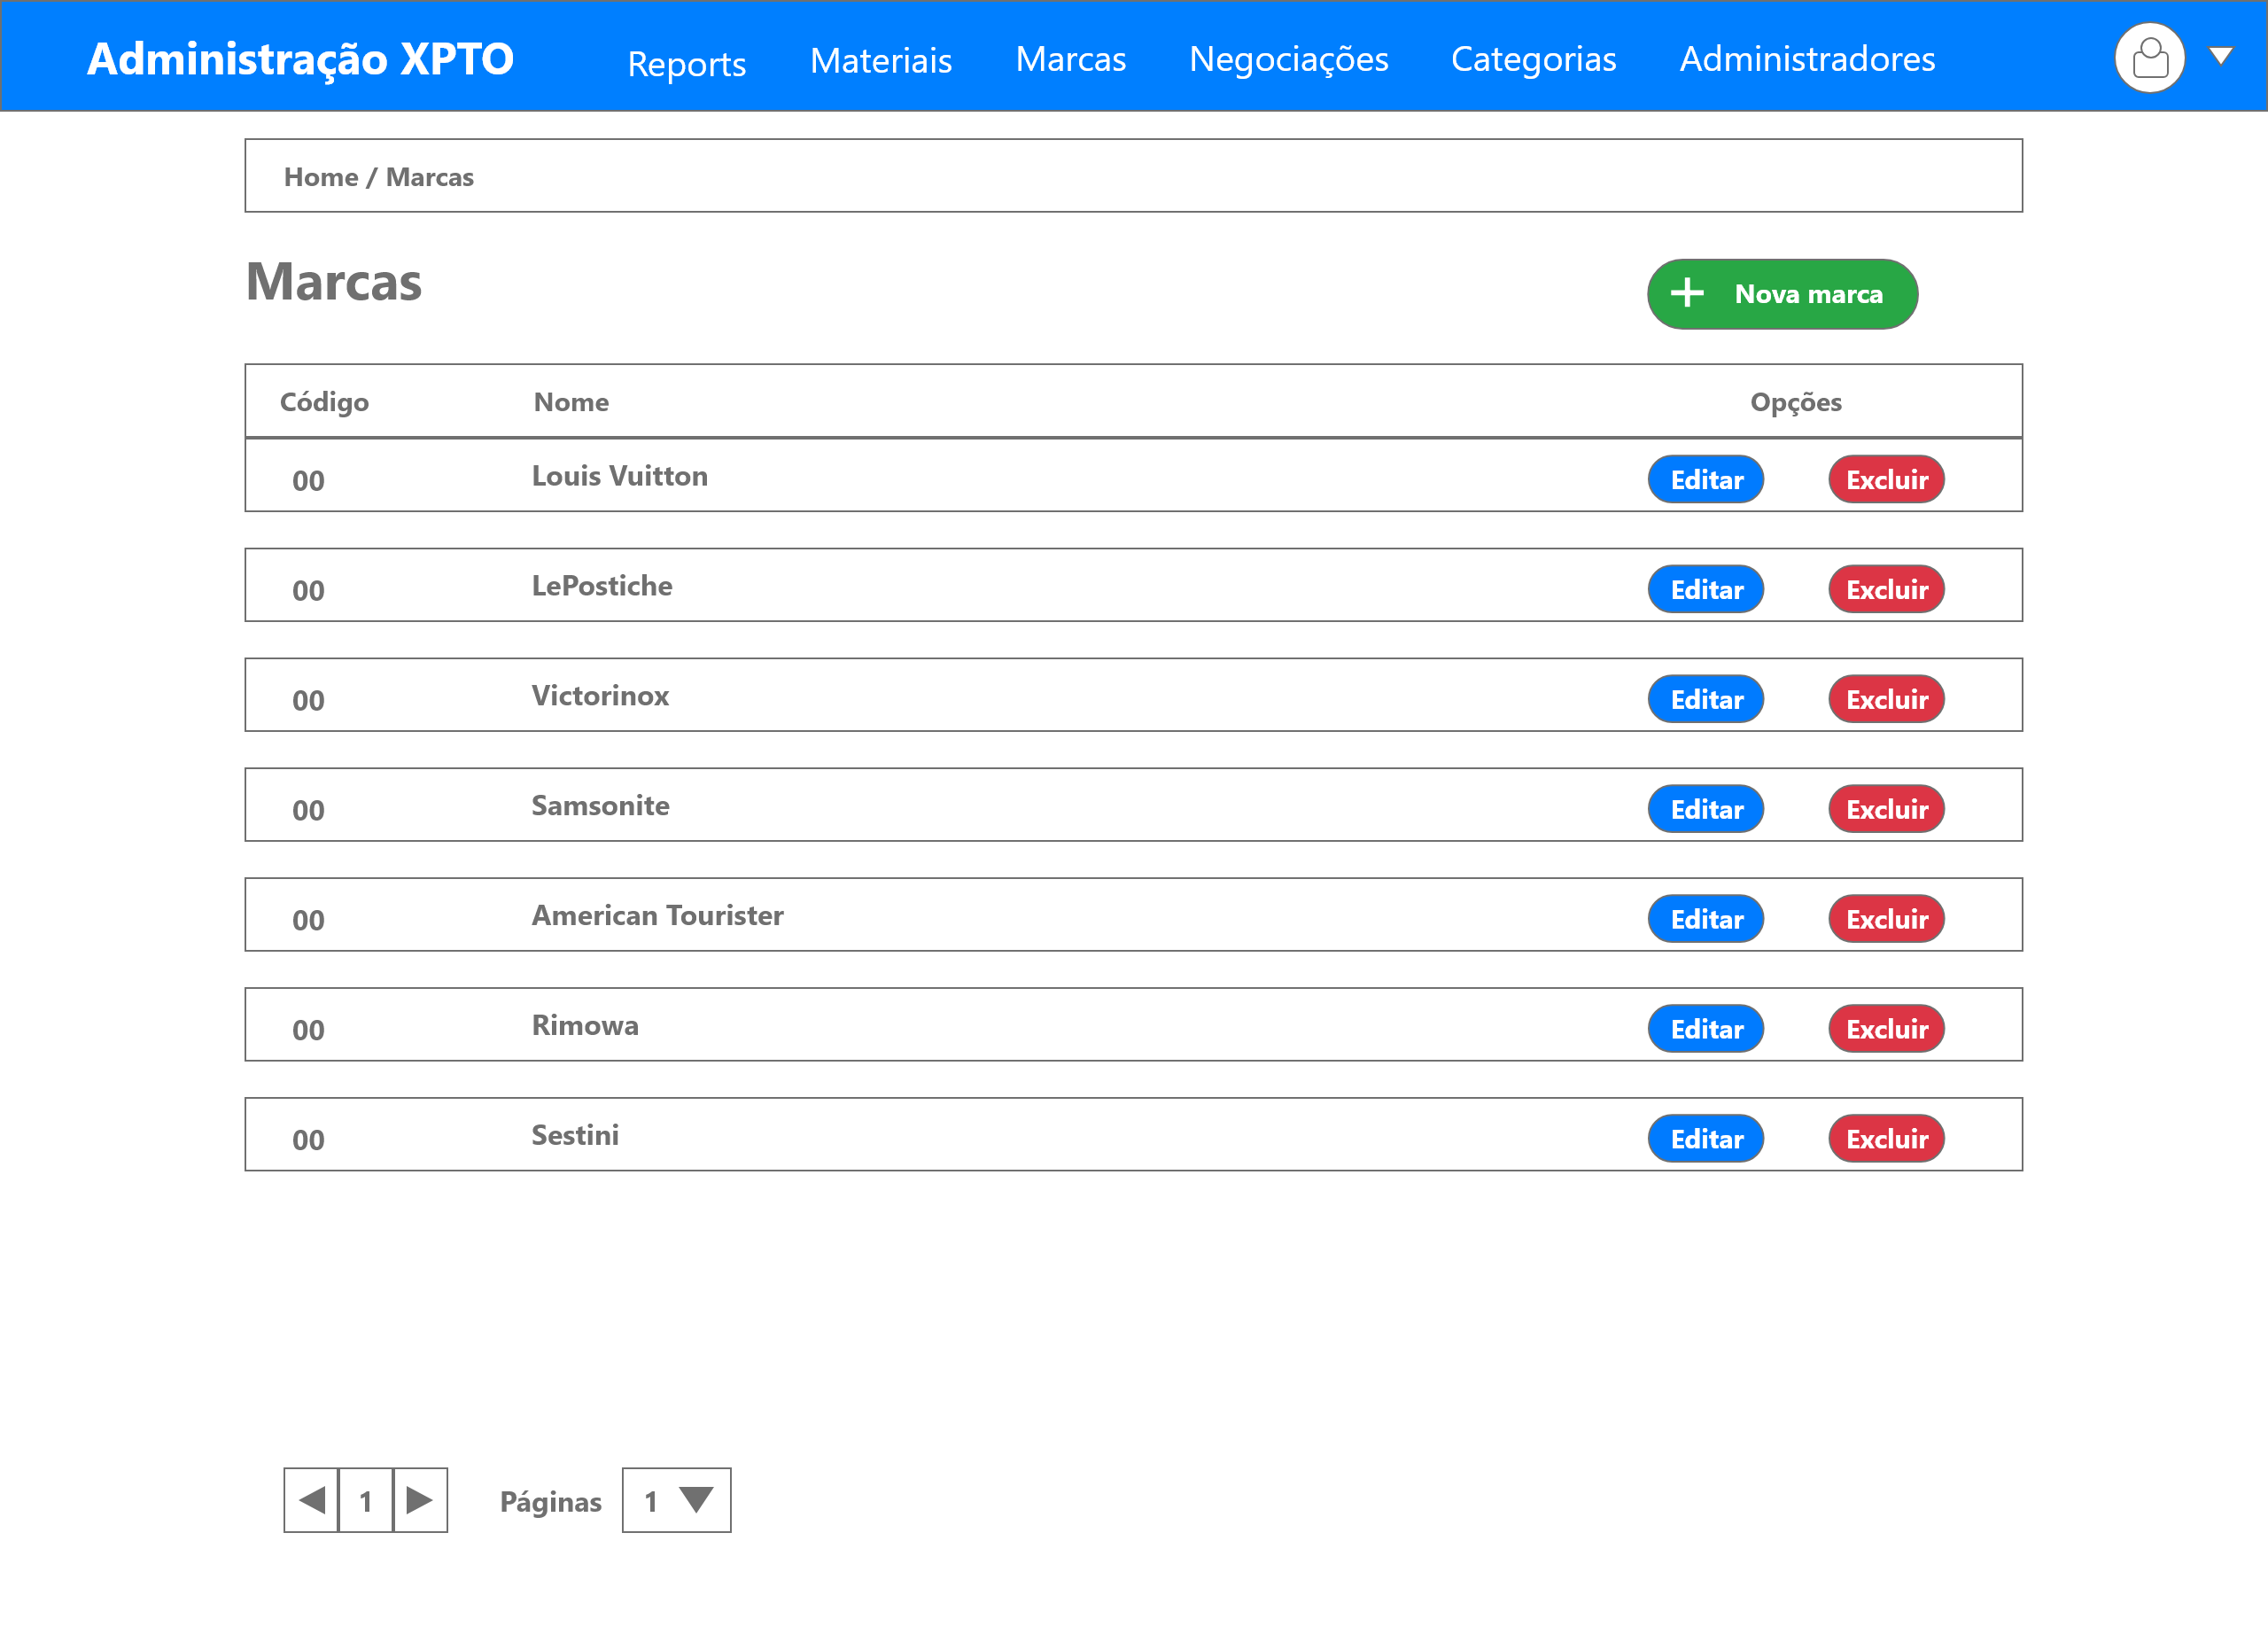 Administração XPTO Reports Materiais Marcas Negociações Categorias Administradores
Home / Marcas
Marcas
Nova marca
Código Nome Opções
00 Louis Vuitton Editar Excluir
00 LePostiche Editar Excluir
00 Victorinox Editar Excluir
00 Samsonite Editar Excluir
00 American Tourister Editar Excluir
00 Rimowa Editar Excluir
00 Sestini Editar Excluir
1 Páginas 1